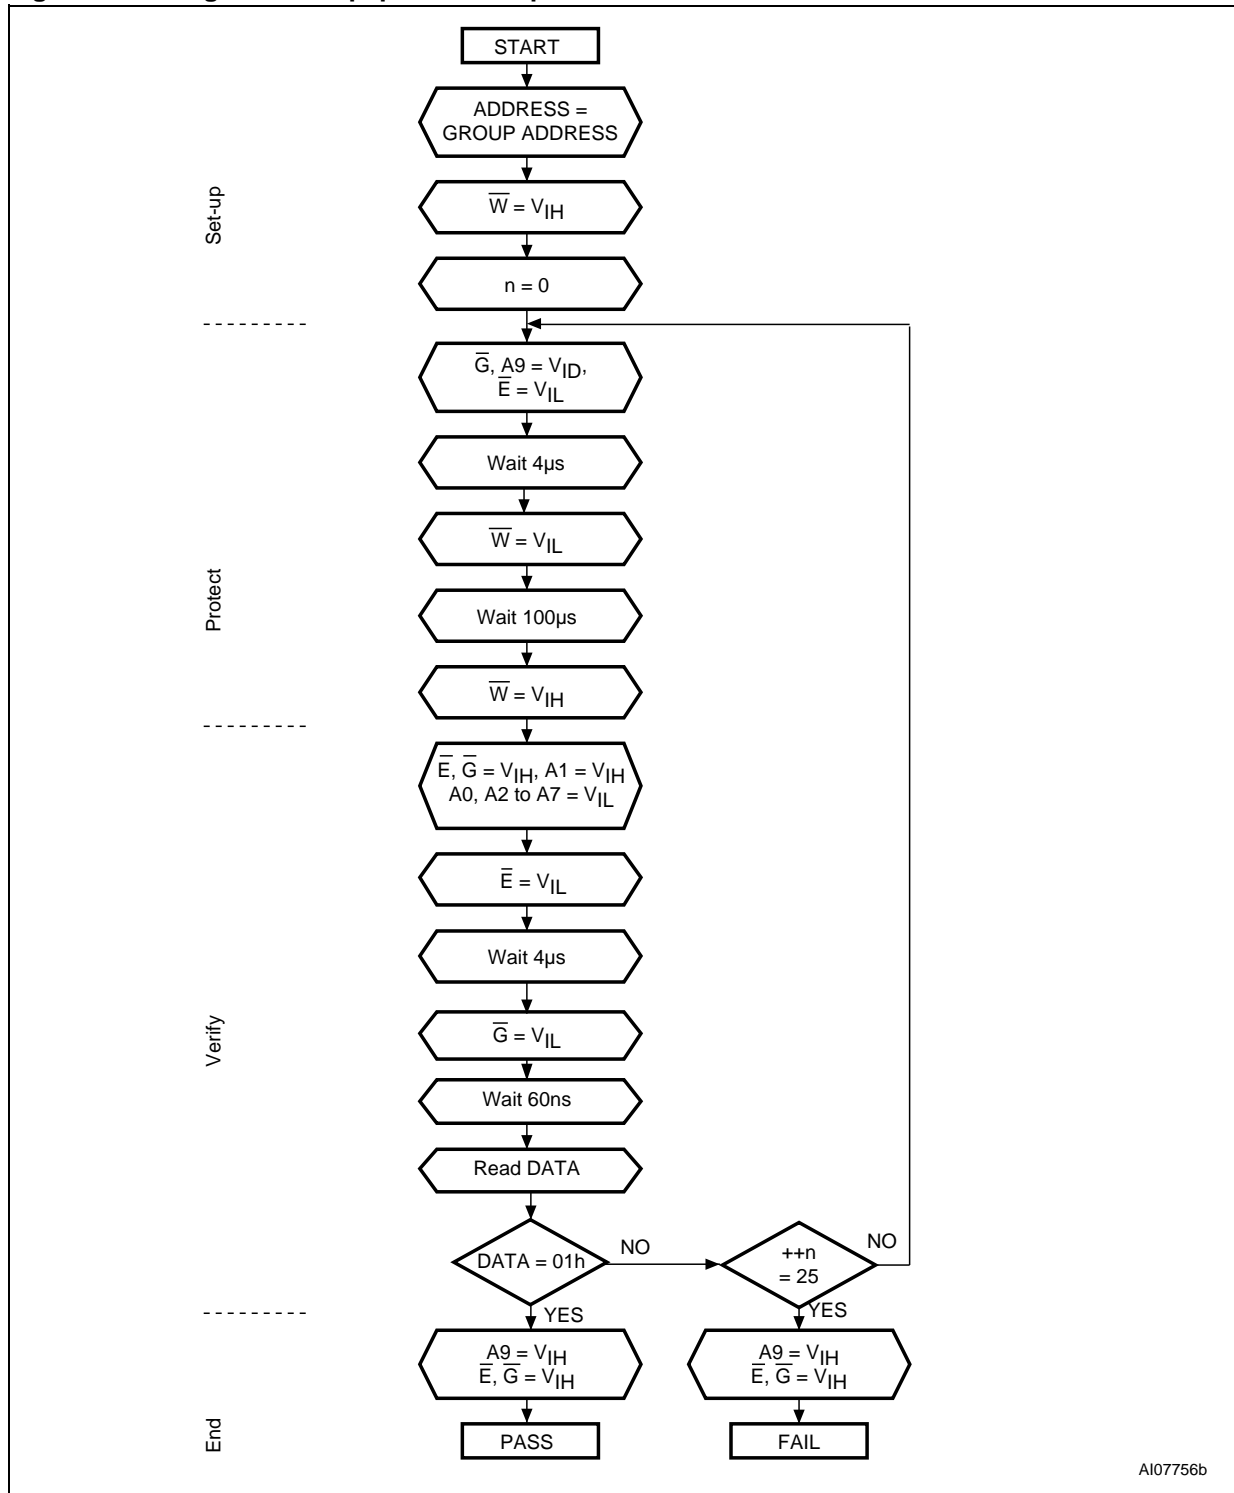 START
ADDRESS =
GROUP ADDRESS
Set-up
W̅ = VIH
n = 0
G̅, A9 = VID,
E̅ = VIL
Wait 4µs
W̅ = VIL
Protect
Wait 100µs
W̅ = VIH
E̅, G̅ = VIH, A1 = VIH
A0, A2 to A7 = VIL
E̅ = VIL
Wait 4µs
Verify
G̅ = VIL
Wait 60ns
Read DATA
DATA = 01h
NO
++n
= 25
NO
YES
YES
A9 = VIH
E̅, G̅ = VIH
A9 = VIH
E̅, G̅ = VIH
End
PASS
FAIL
AI07756b